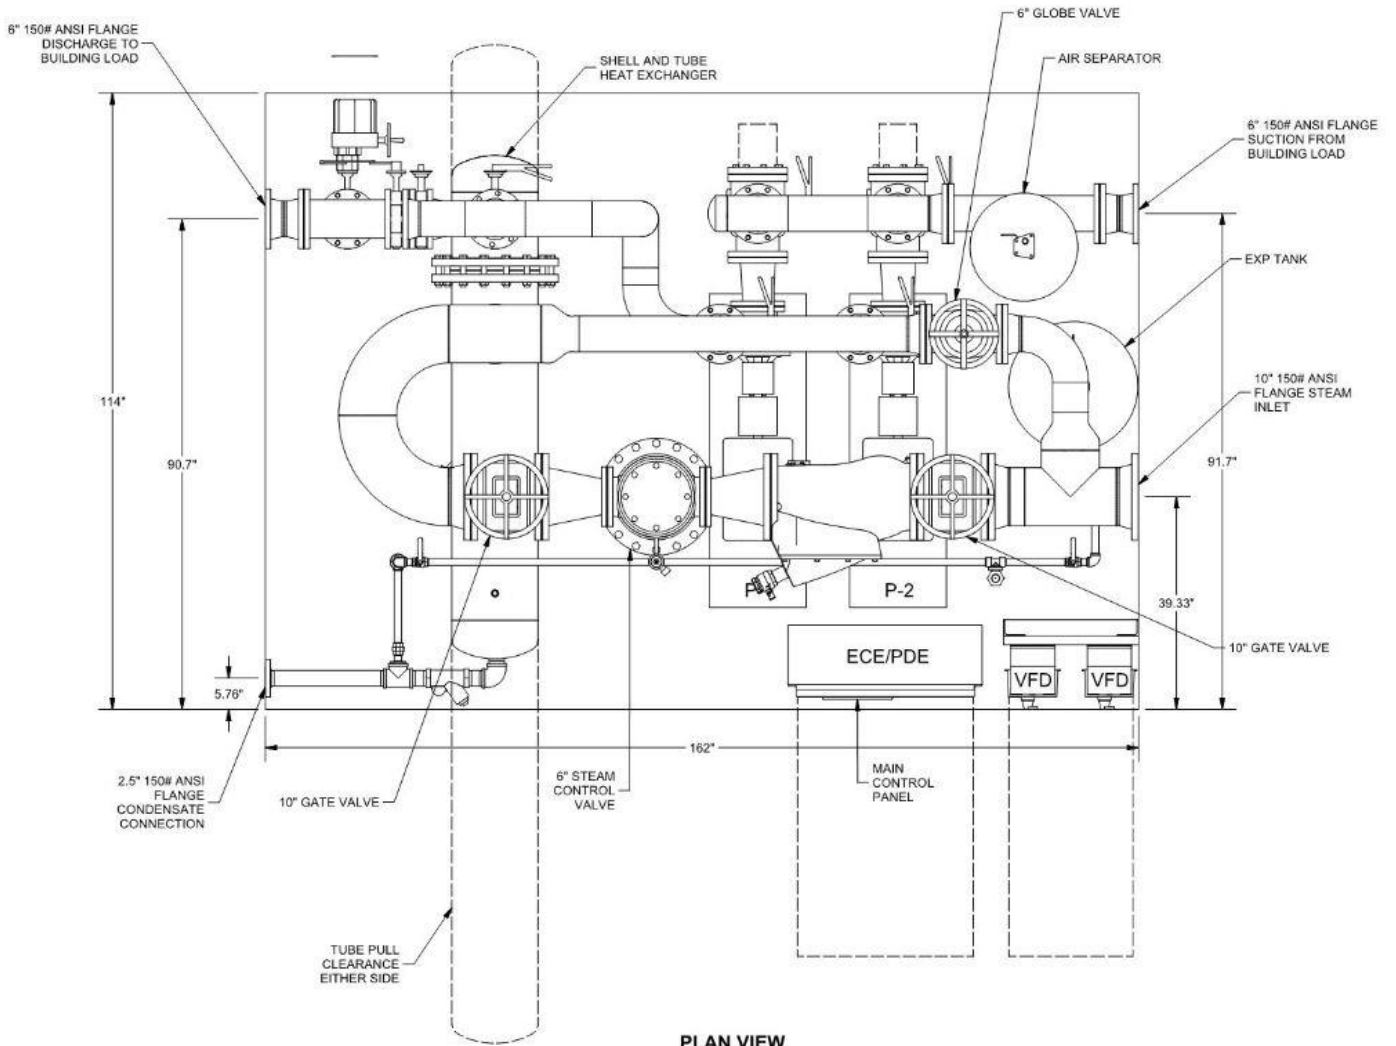 6" GLOBE VALVE
6" 150# ANSI FLANGE
DISCHARGE TO
BUILDING LOAD
SHELL AND TUBE
HEAT EXCHANGER
AIR SEPARATOR
6" 150# ANSI FLANGE
SUCTION FROM
BUILDING LOAD
EXP TANK
10" 150# ANSI
FLANGE STEAM
INLET
114"
90.7"
91.7"
P-2
39.33"
10" GATE VALVE
ECE/PDE
VFD
VFD
5.76"
162"
2.5" 150# ANSI
FLANGE
CONDENSATE
CONNECTION
10" GATE VALVE
6" STEAM
CONTROL
VALVE
MAIN
CONTROL
PANEL
TUBE PULL
CLEARANCE
EITHER SIDE
PLAN VIEW